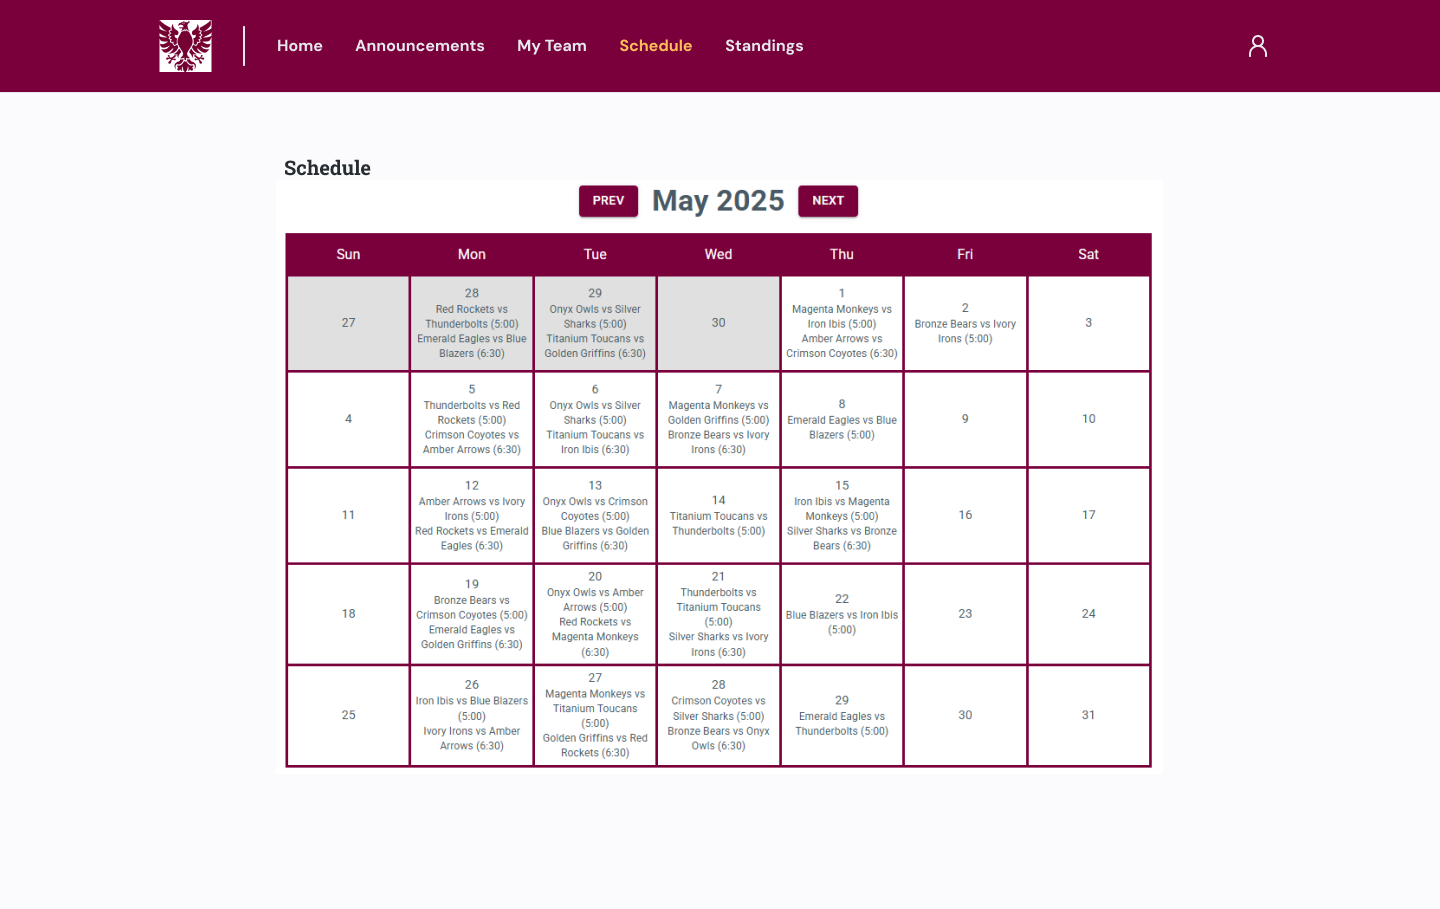 Home
Announcements
My Team
Schedule
Standings
Schedule
PREV
May 2025
NEXT
Sun
Mon
Tue
Wed
Thu
Fri
Sat
27
28
Red Rockets vs
Thunderbolts (5:00)
Emerald Eagles vs Blue
Blazers (6:30)
29
Onyx Owls vs Silver
Sharks (5:00)
Titanium Toucans vs
Golden Griffins (6:30)
30
1
Magenta Monkeys vs
Iron Ibis (5:00)
Amber Arrows vs
Crimson Coyotes (6:30)
2
Bronze Bears vs Ivory
Irons (5:00)
3
4
5
Thunderbolts vs Red
Rockets (5:00)
Crimson Coyotes vs
Amber Arrows (6:30)
6
Onyx Owls vs Silver
Sharks (5:00)
Titanium Toucans vs
Iron Ibis (6:30)
7
Magenta Monkeys vs
Golden Griffins (5:00)
Bronze Bears vs Ivory
Irons (6:30)
8
Emerald Eagles vs Blue
Blazers (5:00)
9
10
11
12
Amber Arrows vs Ivory
Irons (5:00)
Red Rockets vs Emerald
Eagles (6:30)
13
Onyx Owls vs Crimson
Coyotes (5:00)
Blue Blazers vs Golden
Griffins (6:30)
14
Titanium Toucans vs
Thunderbolts (5:00)
15
Iron Ibis vs Magenta
Monkeys (5:00)
Silver Sharks vs Bronze
Bears (6:30)
16
17
18
19
Bronze Bears vs
Crimson Coyotes (5:00)
Emerald Eagles vs
Golden Griffins (6:30)
20
Onyx Owls vs Amber
Arrows (5:00)
Red Rockets vs
Magenta Monkeys
(6:30)
21
Thunderbolts vs
Titanium Toucans
(5:00)
Silver Sharks vs Ivory
Irons (6:30)
22
Blue Blazers vs Iron Ibis
(5:00)
23
24
25
26
Iron Ibis vs Blue Blazers
(5:00)
Ivory Irons vs Amber
Arrows (6:30)
27
Magenta Monkeys vs
Titanium Toucans
(5:00)
Golden Griffins vs Red
Rockets (6:30)
28
Crimson Coyotes vs
Silver Sharks (5:00)
Bronze Bears vs Onyx
Owls (6:30)
29
Emerald Eagles vs
Thunderbolts (5:00)
30
31